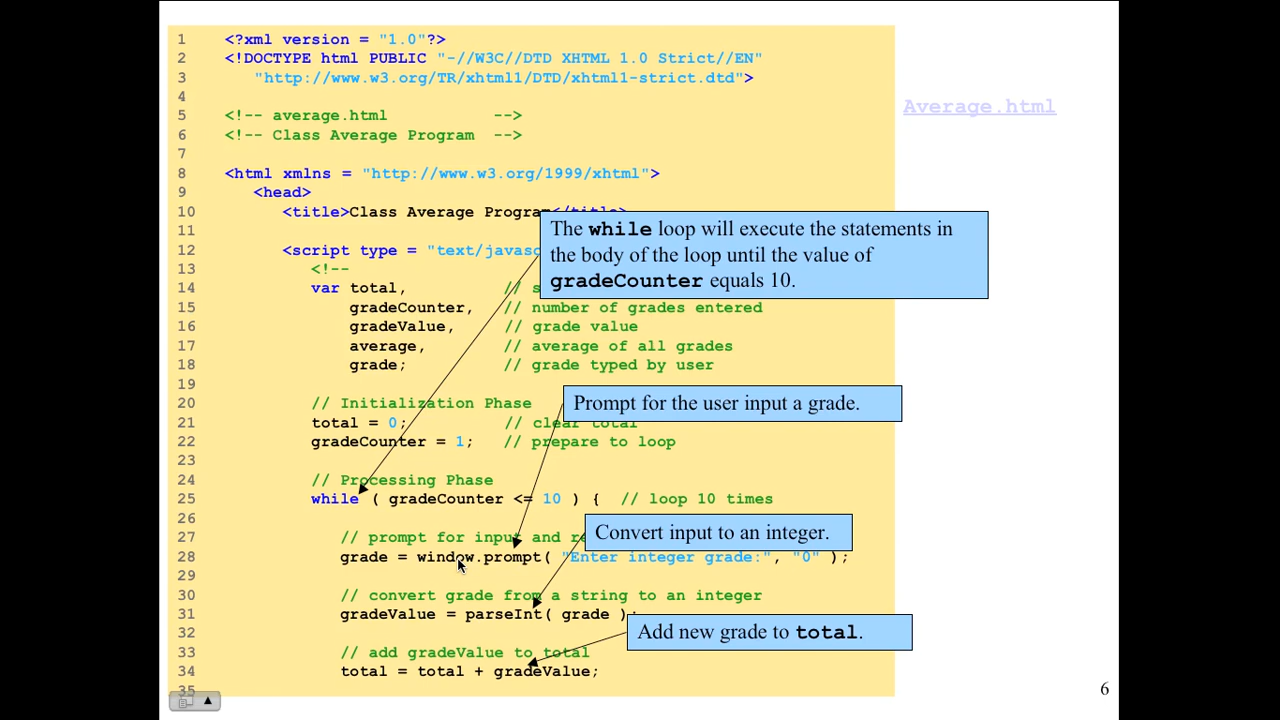 1 <?xml version = "1.0"?>
2 <!DOCTYPE html PUBLIC "-//W3C//DTD XHTML 1.0 Strict//EN"
3 "http://www.w3.org/TR/xhtml1/DTD/xhtml1-strict.dtd">
4
Average.html
5 <!-- average.html -->
6 <!-- Class Average Program -->
7
8 <html xmlns = "http://www.w3.org/1999/xhtml">
9 <head>
10 <title>Class Average Program</title>
11
The while loop will execute the statements in
the body of the loop until the value of
gradeCounter equals 10.
12 <script type = "text/javasc
13 <!--
14 var total, // s
15 gradeCounter, // number of grades entered
16 gradeValue, // grade value
17 average, // average of all grades
18 grade; // grade typed by user
19
Prompt for the user input a grade.
20 // Initialization Phase
21 total = 0; // clear total
22 gradeCounter = 1; // prepare to loop
23
24 // Processing Phase
25 while ( gradeCounter <= 10 ) { // loop 10 times
26
Convert input to an integer.
27 // prompt for input and re
28 grade = window.prompt( "Enter integer grade:", "0" );
29
30 // convert grade from a string to an integer
31 gradeValue = parseInt( grade );
32
Add new grade to total.
33 // add gradeValue to total
34 total = total + gradeValue;
35
6